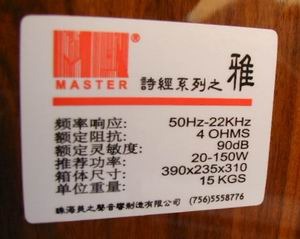 MASTER® 詩經系列之 雅
频率响应: 50Hz-22KHz
额定阻抗: 4 OHMS
额定灵敏度: 90dB
推荐功率: 20-150W
箱体尺寸: 390x235x310
单位重量: 15 KGS
珠海美之聲音響制造有限公司 (756)5558776